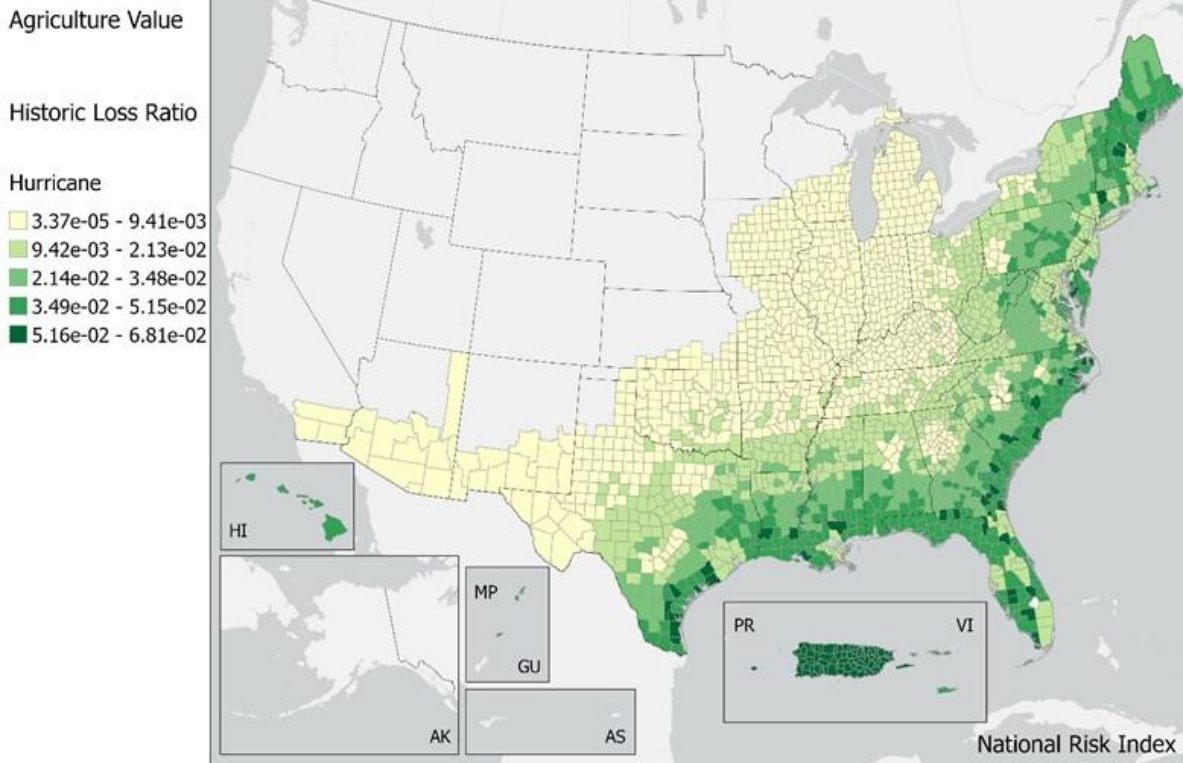 Agriculture Value
Historic Loss Ratio
Hurricane
3.37e-05 - 9.41e-03
9.42e-03 - 2.13e-02
2.14e-02 - 3.48e-02
3.49e-02 - 5.15e-02
5.16e-02 - 6.81e-02
HI
AK
MP
GU
AS
PR
VI
National Risk Index